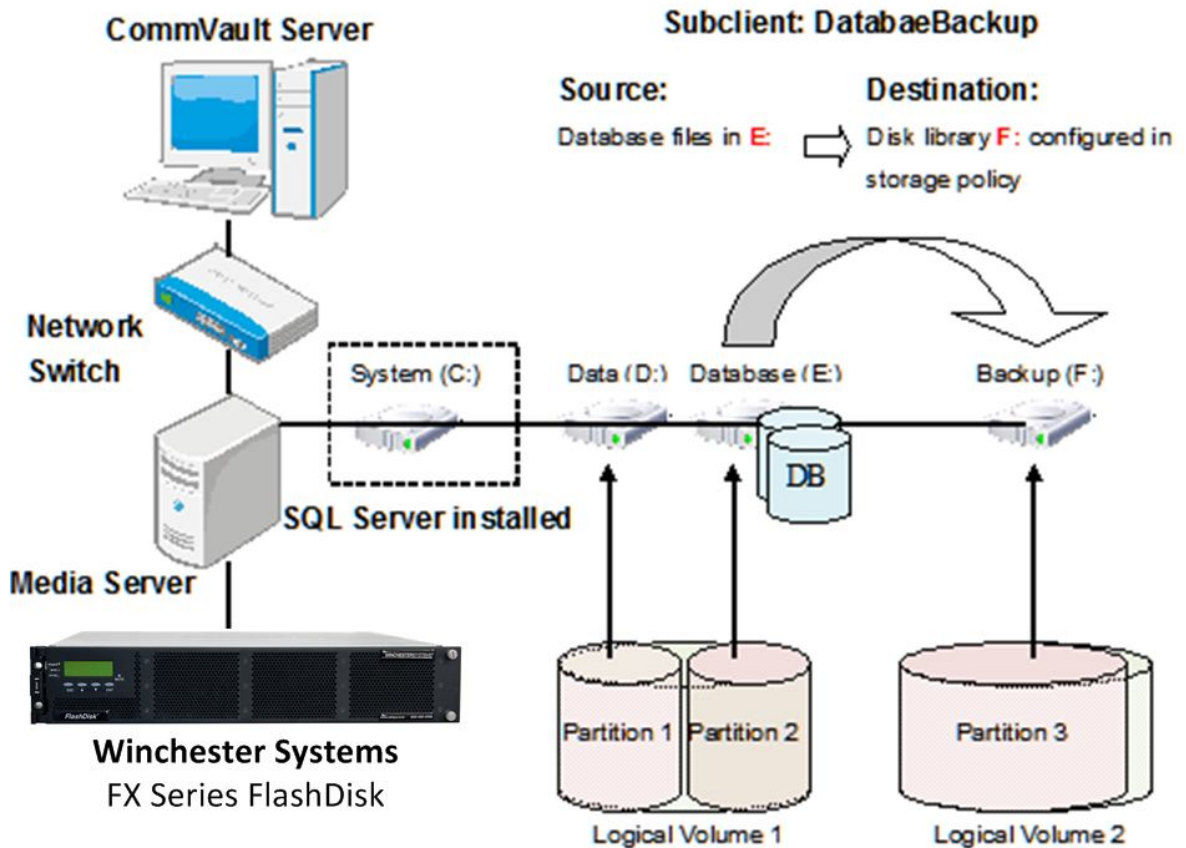 CommVault Server
Subclient: DatabaeBackup
Source:
Destination:
Database files in E:
Disk library F: configured in
storage policy
Network
Switch
System (C:)
Data (D:)
Database (E:)
Backup (F:)
DB
SQL Server installed
Media Server
FlashDisk
Winchester Systems
FX Series FlashDisk
Partition 1
Partition 2
Partition 3
Logical Volume 1
Logical Volume 2